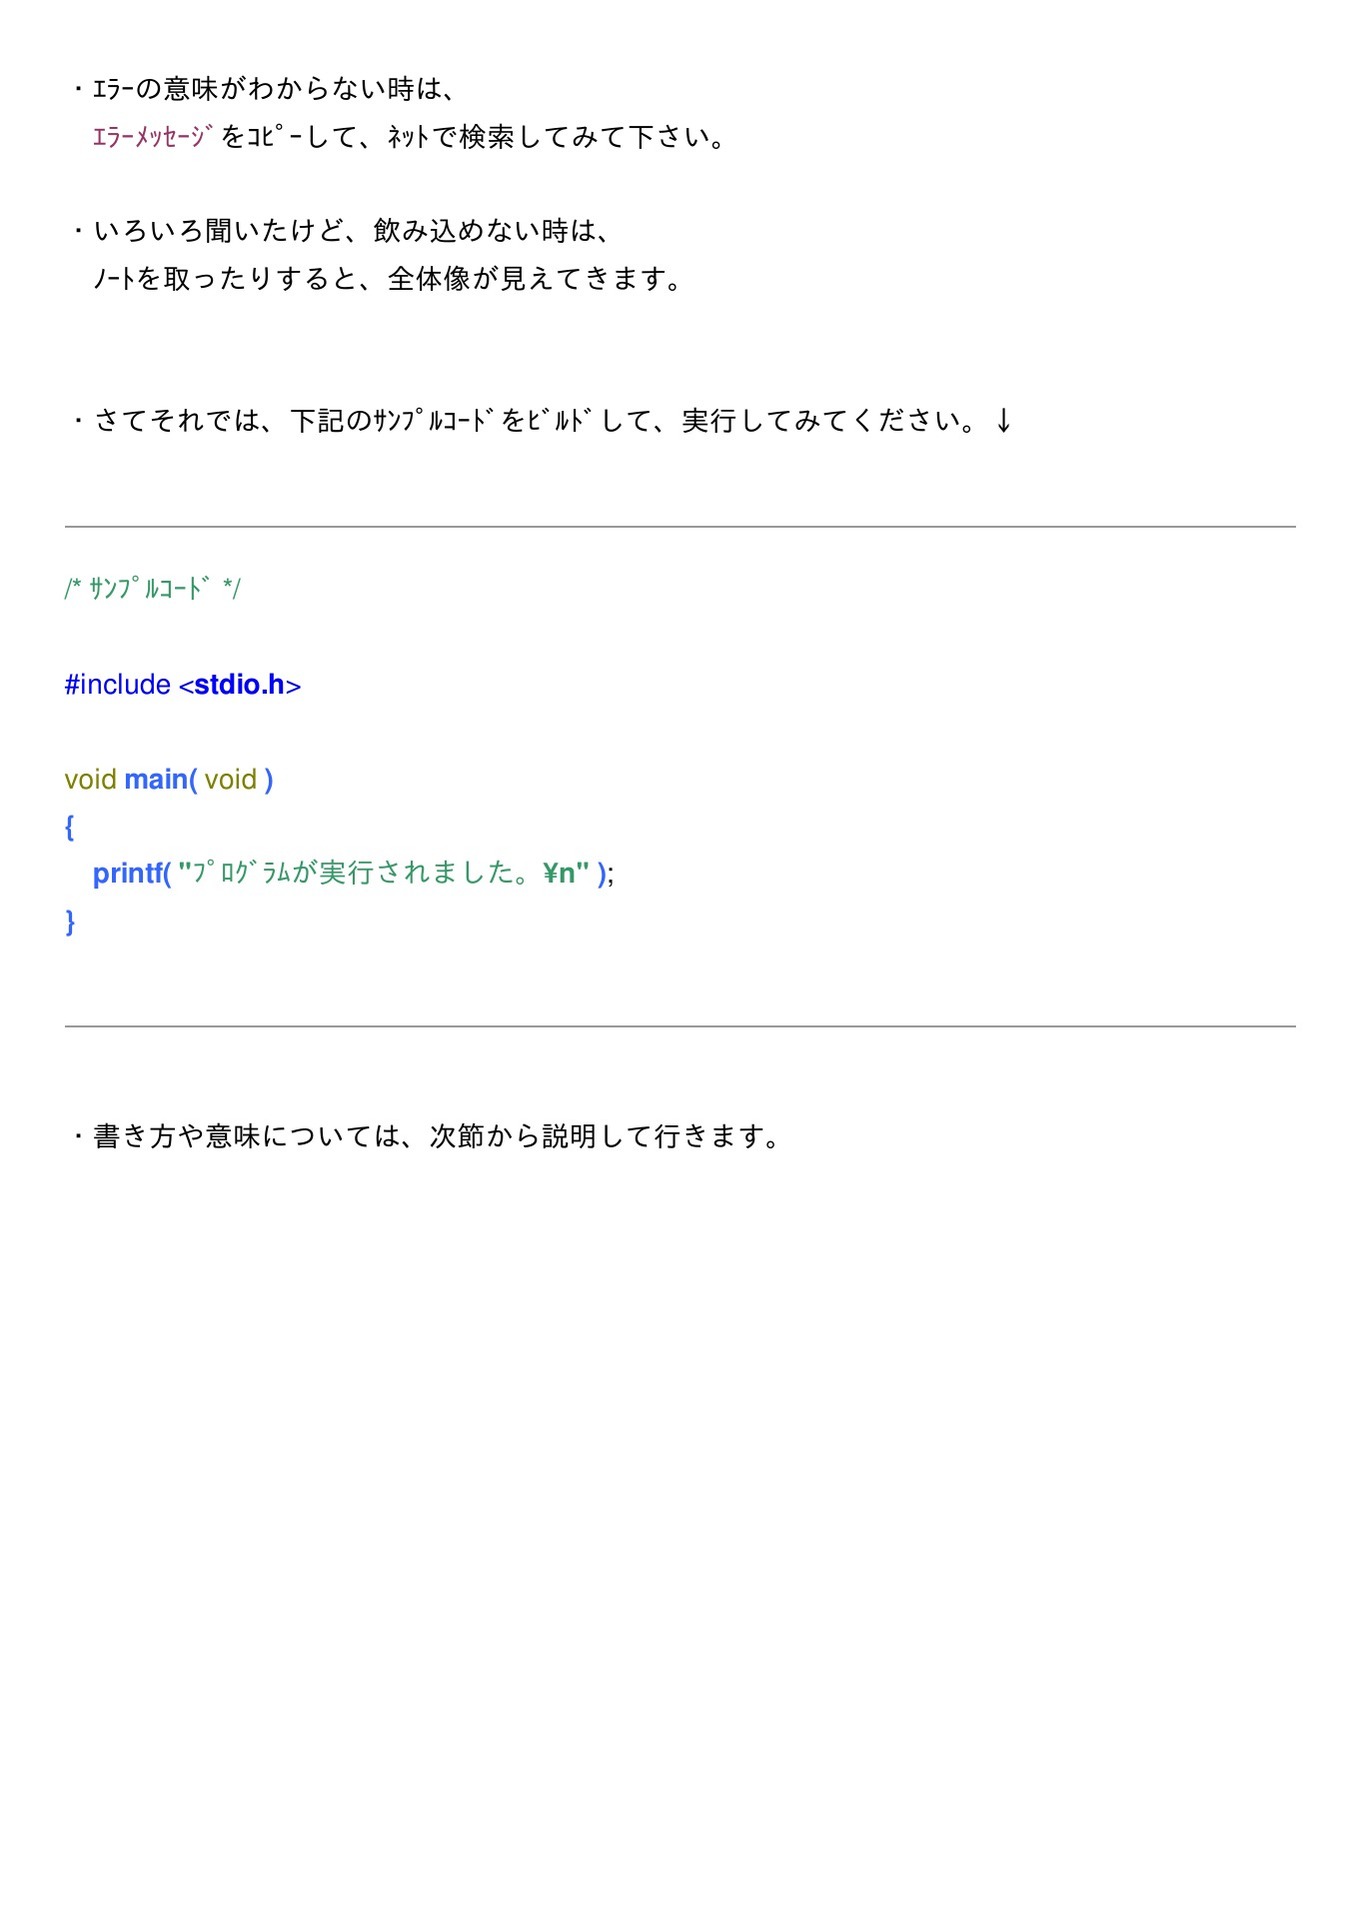 ・ｴﾗｰの意味がわからない時は、
ｴﾗｰﾒｯｾｰｼﾞをｺﾋﾟｰして、ﾈｯﾄで検索してみて下さい。
・いろいろ聞いたけど、飲み込めない時は、
ﾉｰﾄを取ったりすると、全体像が見えてきます。
・さてそれでは、下記のｻﾝﾌﾟﾙｺｰﾄﾞをﾋﾞﾙﾄﾞして、実行してみてください。↓
/* ｻﾝﾌﾟﾙｺｰﾄﾞ */
#include <stdio.h>
void main( void )
{
printf( "ﾌﾟﾛｸﾞﾗﾑが実行されました。¥n" );
}
・書き方や意味については、次節から説明して行きます。